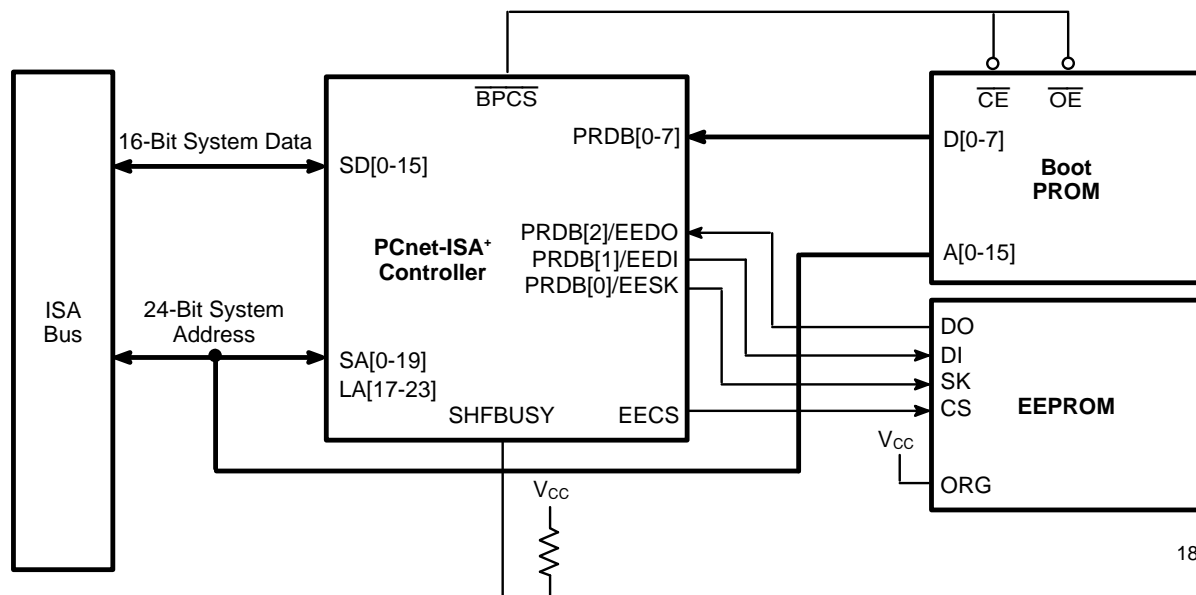 BPCS
CE OE
PRDB[0-7]
D[0-7]
16-Bit System Data
SD[0-15]
Boot
PROM
PRDB[2]/EEDO
PCnet-ISA+
Controller
PRDB[1]/EEDI
A[0-15]
PRDB[0]/EESK
ISA
Bus
24-Bit System
Address
DO
DI
SA[0-19]
SK
LA[17-23]
CS
EEPROM
SHFBUSY
EECS
VCC
ORG
VCC
18